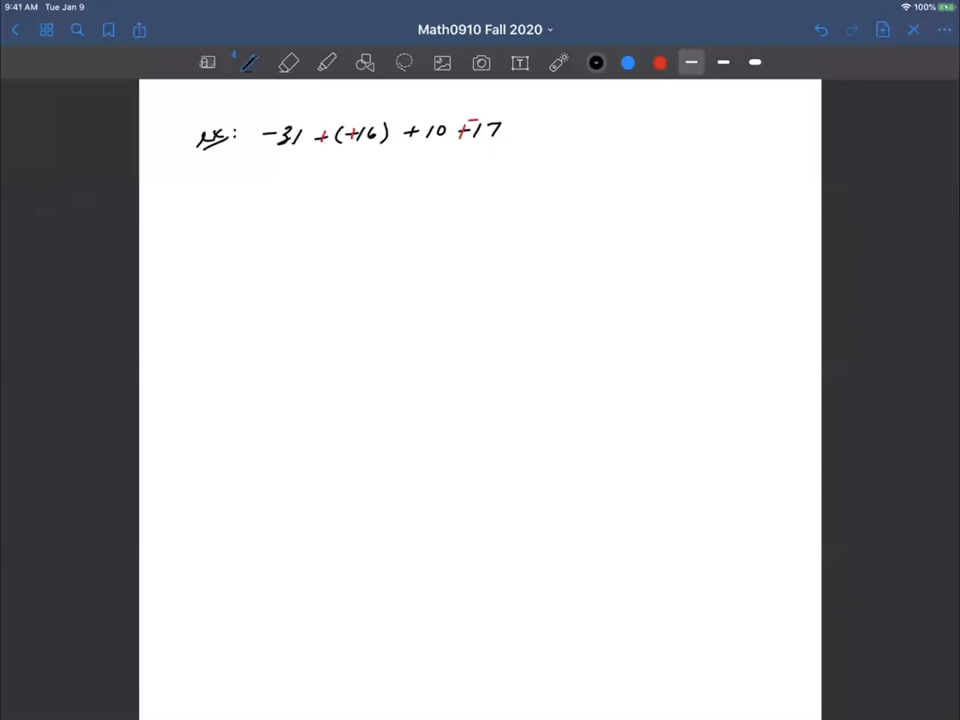 9:41 AM Tue Jan 9
100%
Math0910 Fall 2020
T
ex: -31 + (+16) + 10 + -17